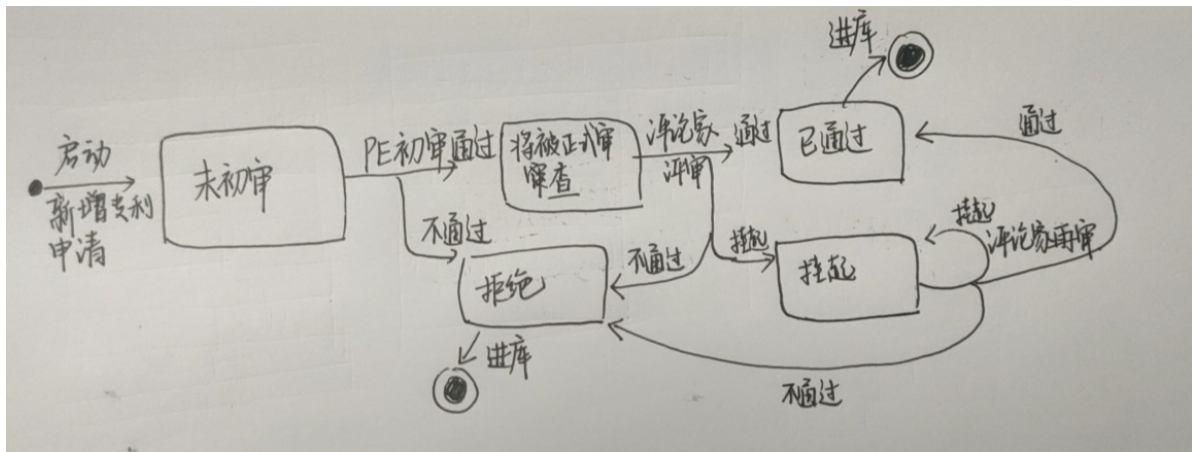 进库
启动
新增专利
申请
未初审
PE初审通过
将被正式审
审查
评论家
评审
通过
已通过
通过
不通过
拒绝
不通过
挂起
挂起
挂起
评论家再审
进库
不通过